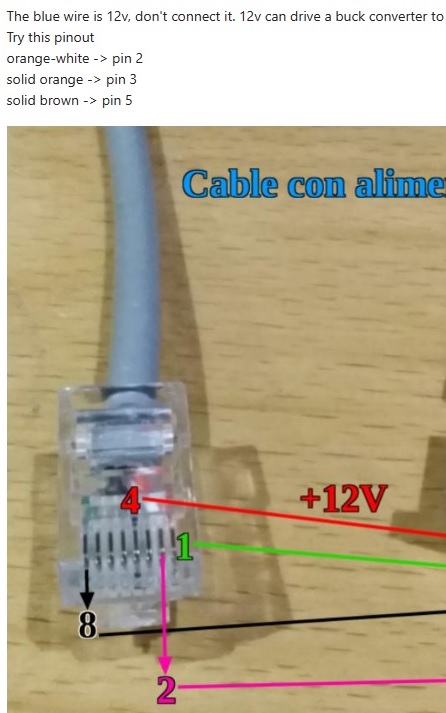 The blue wire is 12v, don't connect it. 12v can drive a buck converter to
Try this pinout
orange-white -> pin 2
solid orange -> pin 3
solid brown -> pin 5
Cable con alime
4
+12V
1
8
2